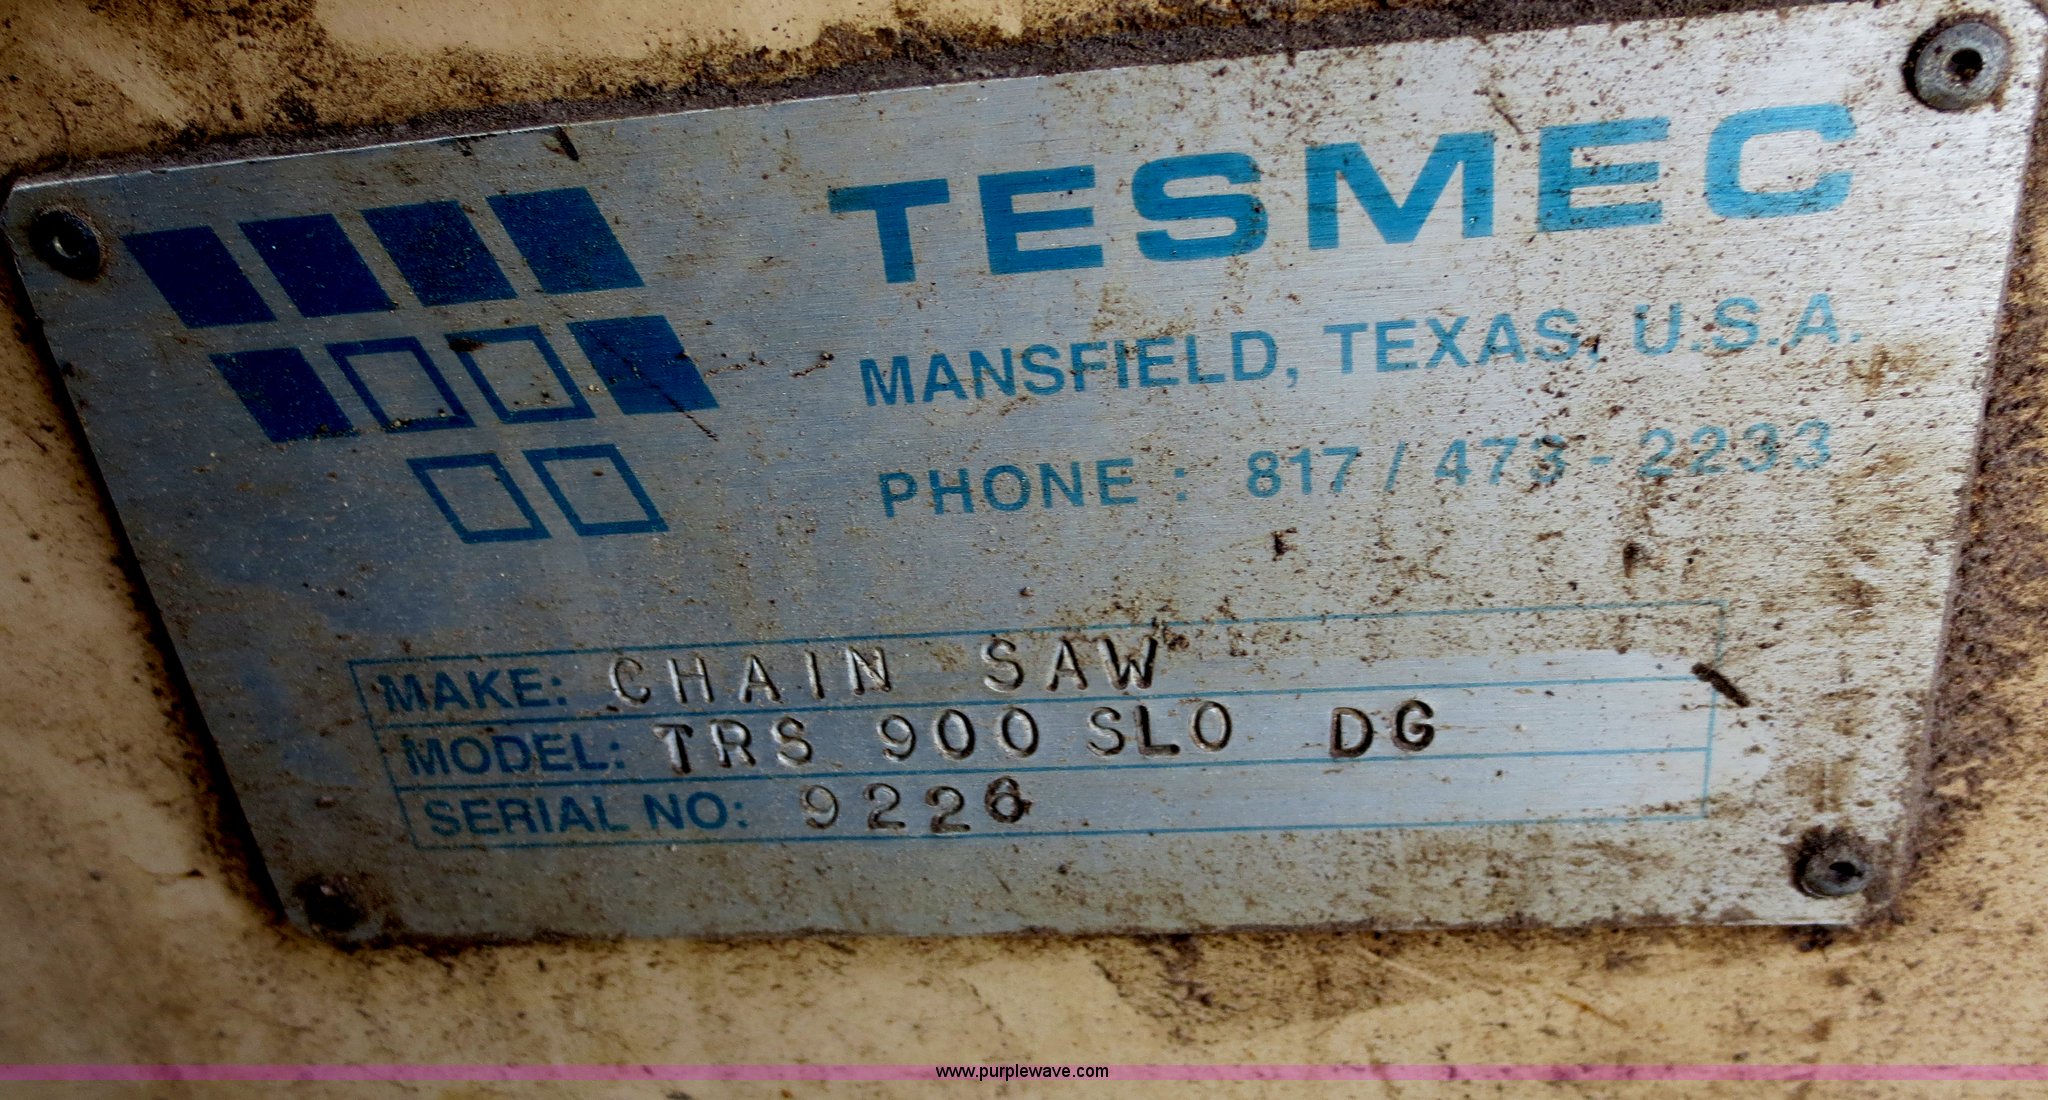 TESMEC
MANSFIELD, TEXAS, U.S.A.
PHONE : 817 / 473 - 2233
MAKE: CHAIN SAW
MODEL: TRS 900 SLO DG
SERIAL NO: 9226
www.purplewave.com